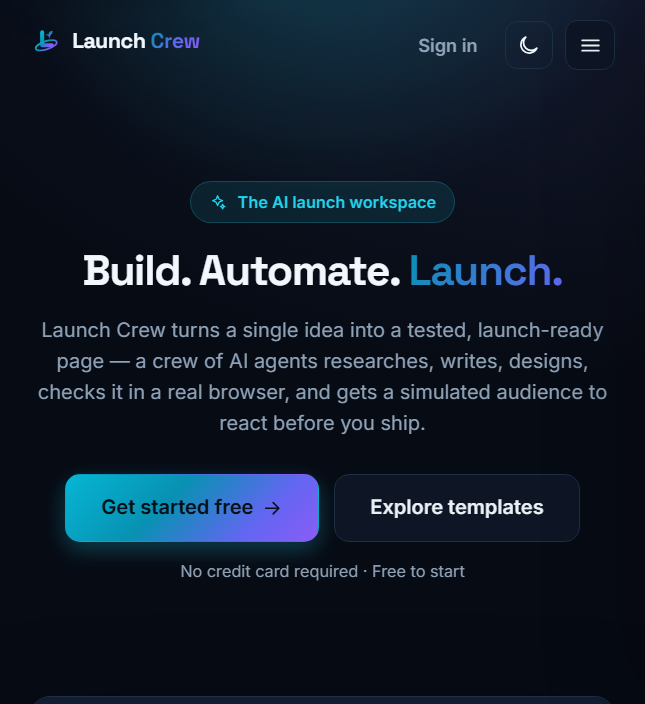 Launch Crew
Sign in
The AI launch workspace
Build. Automate. Launch.
Launch Crew turns a single idea into a tested, launch-ready
page — a crew of AI agents researches, writes, designs,
checks it in a real browser, and gets a simulated audience to
react before you ship.
Get started free →
Explore templates
No credit card required · Free to start